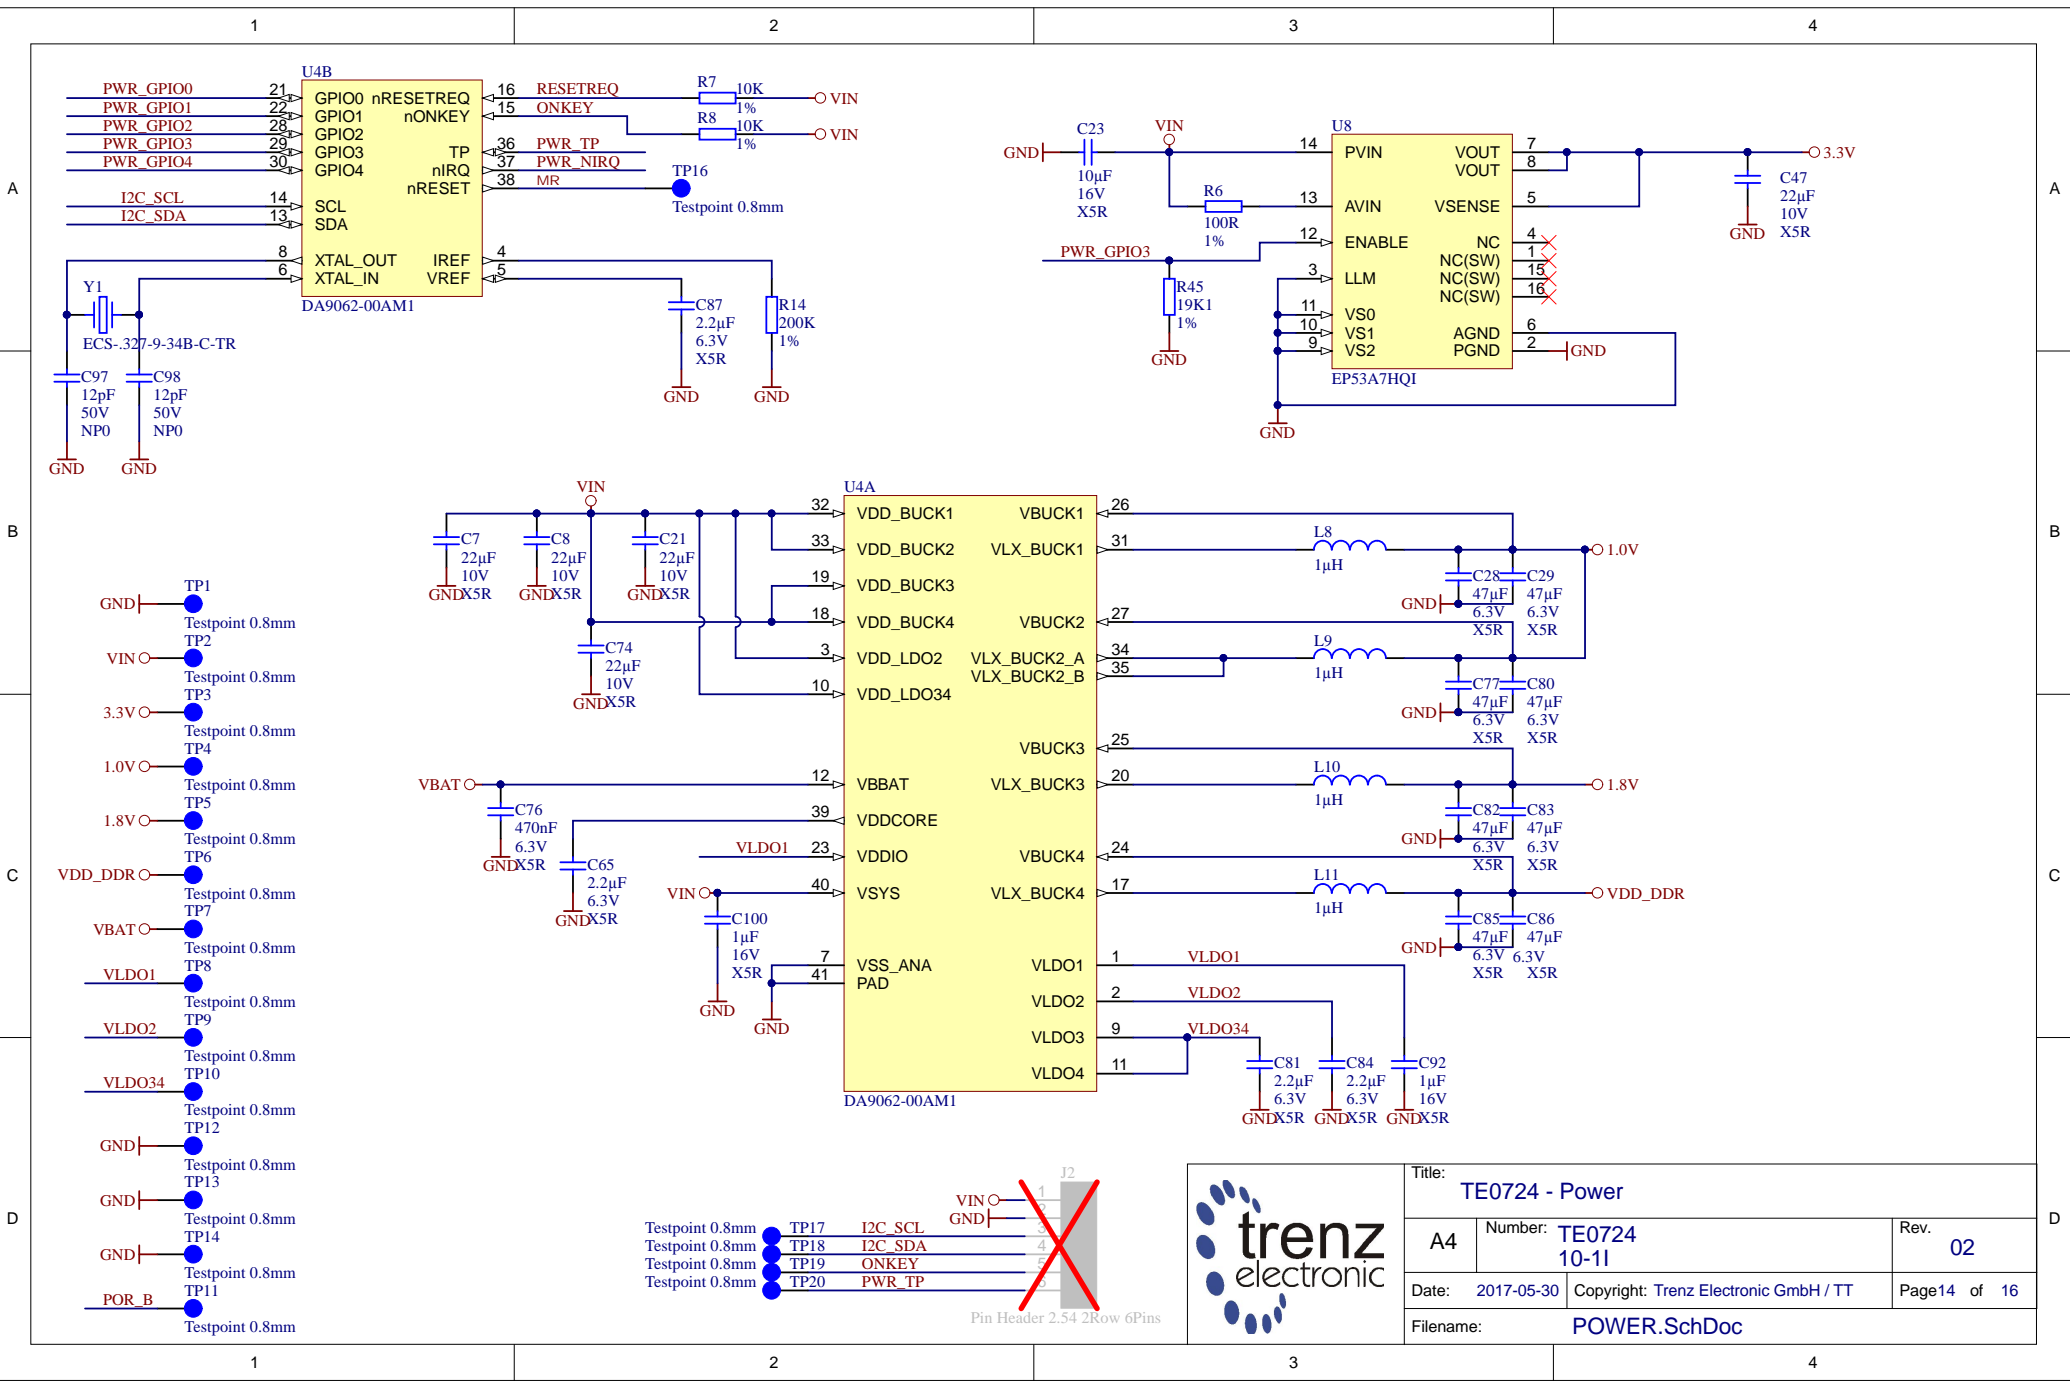 1 2 3 4
A
B
C
D
U4B
PWR_GPIO0 21 GPIO0 nRESETREQ 16 RESETREQ R7 10K 1% VIN
PWR_GPIO1 22 GPIO1 nONKEY 15 ONKEY R8 10K 1% VIN
PWR_GPIO2 28 GPIO2
PWR_GPIO3 29 GPIO3 TP 36 PWR_TP
PWR_GPIO4 30 GPIO4 nIRQ 37 PWR_NIRQ
nRESET 38 MR TP16
Testpoint 0.8mm
I2C_SCL 14 SCL
I2C_SDA 13 SDA
8 XTAL_OUT IREF 4
6 XTAL_IN VREF 5
DA9062-00AM1
Y1
ECS-.327-9-34B-C-TR
C97
12pF
50V
NP0
GND
C98
12pF
50V
NP0
GND
C87
2.2µF
6.3V
X5R
GND
R14
200K
1%
GND
C23
GND
10µF
16V
X5R
VIN
R6
100R
1%
PWR_GPIO3
R45
19K1
1%
GND
U8
14 PVIN VOUT 7
VOUT 8
13 AVIN VSENSE 5
12 ENABLE NC 4
NC(SW) 1
3 LLM NC(SW) 15
NC(SW) 16
11 VS0
10 VS1 AGND 6
9 VS2 PGND 2 GND
EP53A7HQI
GND
3.3V
C47
22µF
10V
X5R
GND
VIN
C7
22µF
10V
X5R
GND
C8
22µF
10V
X5R
GND
C21
22µF
10V
X5R
GND
C74
22µF
10V
X5R
GND
U4A
32 VDD_BUCK1 VBUCK1 26
33 VDD_BUCK2 VLX_BUCK1 31
19 VDD_BUCK3
18 VDD_BUCK4 VBUCK2 27
3 VDD_LDO2 VLX_BUCK2_A 34
VLX_BUCK2_B 35
10 VDD_LDO34
VBUCK3 25
VBAT 12 VBBAT VLX_BUCK3 20
39 VDDCORE
VLDO1 23 VDDIO VBUCK4 24
VIN 40 VSYS VLX_BUCK4 17
7 VSS_ANA VLDO1 1 VLDO1
41 PAD
VLDO2 2 VLDO2
VLDO3 9 VLDO34
VLDO4 11
DA9062-00AM1
C76
470nF
6.3V
X5R
GND
C65
2.2µF
6.3V
X5R
GND
C100
1µF
16V
X5R
GND
GND
L8
1µH
1.0V
C28 C29
47µF 47µF
GND
6.3V 6.3V
X5R X5R
L9
1µH
C77 C80
47µF 47µF
GND
6.3V 6.3V
X5R X5R
L10
1µH
1.8V
C82 C83
47µF 47µF
GND
6.3V 6.3V
X5R X5R
L11
1µH
VDD_DDR
C85 C86
47µF 47µF
GND
6.3V 6.3V
X5R X5R
C81 C84 C92
2.2µF 2.2µF 1µF
6.3V 6.3V 16V
GND X5R GND X5R GND X5R
TP1
GND
Testpoint 0.8mm
TP2
VIN
Testpoint 0.8mm
TP3
3.3V
Testpoint 0.8mm
TP4
1.0V
Testpoint 0.8mm
TP5
1.8V
Testpoint 0.8mm
TP6
VDD_DDR
Testpoint 0.8mm
TP7
VBAT
Testpoint 0.8mm
TP8
VLDO1
Testpoint 0.8mm
TP9
VLDO2
Testpoint 0.8mm
TP10
VLDO34
Testpoint 0.8mm
TP12
GND
Testpoint 0.8mm
TP13
GND
Testpoint 0.8mm
TP14
GND
Testpoint 0.8mm
TP11
POR_B
Testpoint 0.8mm
J2
VIN 1
GND
Testpoint 0.8mm TP17 I2C_SCL 3
Testpoint 0.8mm TP18 I2C_SDA 4
Testpoint 0.8mm TP19 ONKEY 5
Testpoint 0.8mm TP20 PWR_TP
Pin Header 2.54 2Row 6Pins
trenz
electronic
Title:
TE0724 - Power
A4
Number: TE0724
10-1I
Rev.
02
Date: 2017-05-30 Copyright: Trenz Electronic GmbH / TT Page14 of 16
Filename: POWER.SchDoc
A
B
C
D
1 2 3 4